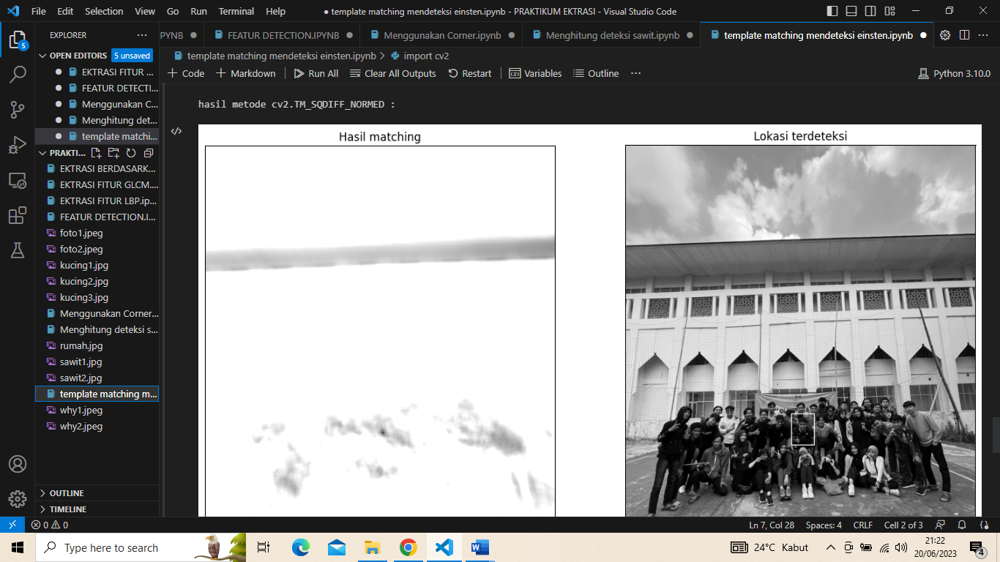 File Edit Selection View Go Run Terminal Help
● template matching mendeteksi einsten.ipynb - PRAKTIKUM EKTRASI - Visual Studio Code
EXPLORER
PYNB
FEATUR DETECTION.IPYNB
Menggunakan Corner.ipynb
Menghitung deteksi sawit.ipynb
template matching mendeteksi einsten.ipynb
OPEN EDITORS 5 unsaved
template matching mendeteksi einsten.ipynb > import cv2
EKTRASI FITUR ...
Code Markdown Run All Clear All Outputs Restart Variables Outline ...
Python 3.10.0
FEATUR DETECTI...
Menggunakan C...
Menghitung det...
template matchi...
PRAKTI...
EKTRASI BERDASARK...
EKTRASI FITUR GLCM....
EKTRASI FITUR LBP.ip...
FEATUR DETECTION.I...
foto1.jpeg
foto2.jpeg
kucing1.jpg
kucing2.jpg
kucing3.jpg
Menggunakan Corner...
Menghitung deteksi s...
rumah.jpg
sawit1.jpg
sawit2.jpg
template matching m...
why1.jpeg
why2.jpeg
OUTLINE
TIMELINE
5
hasil metode cv2.TM_SQDIFF_NORMED :
Hasil matching
Lokasi terdeteksi
0 0
Ln 7, Col 28 Spaces: 4 CRLF Cell 2 of 3
Type here to search
24°C Kabut
21:22
20/06/2023
4